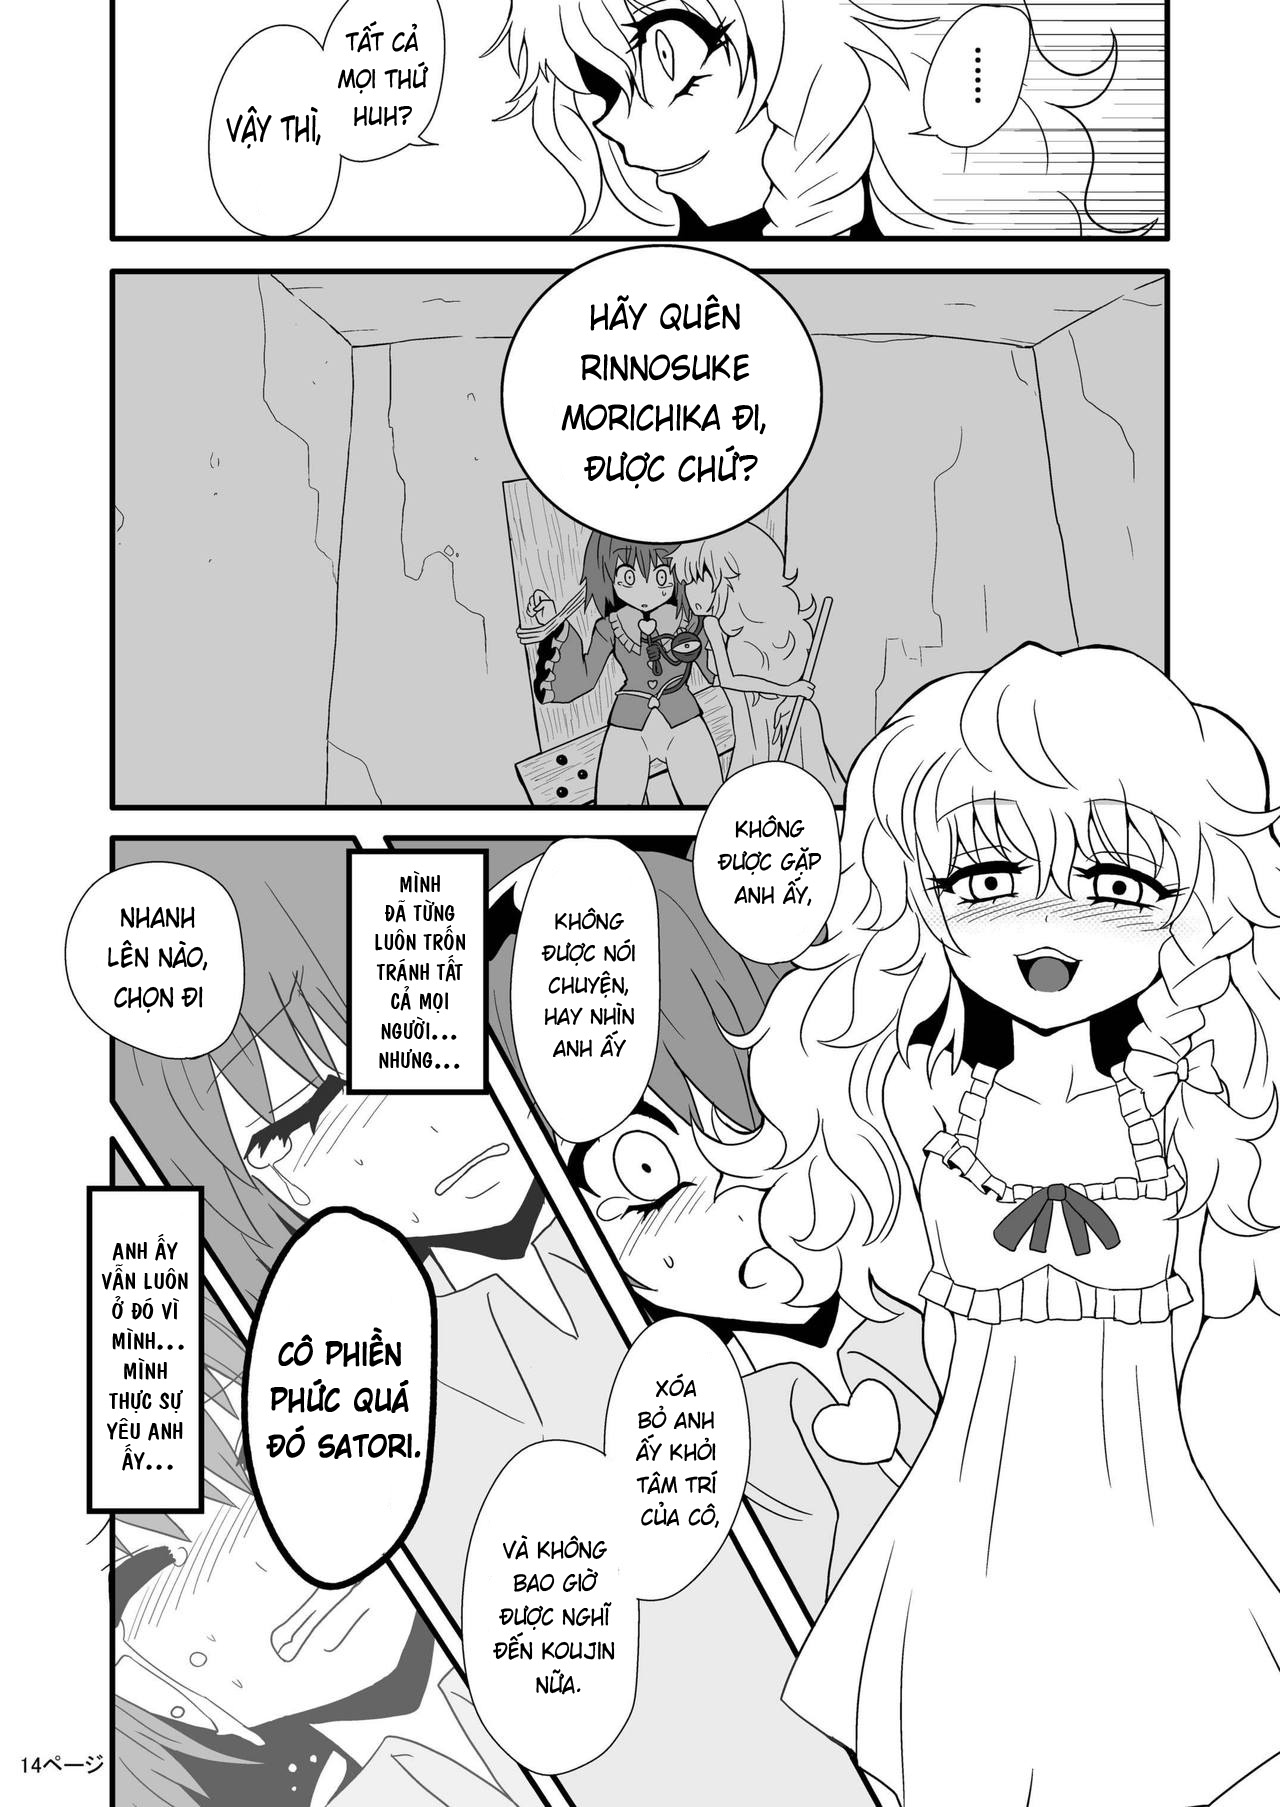 ………
TẤT CẢ
MỌI THỨ
HUH?
VẬY THÌ,
HÃY QUÊN
RINNOSUKE
MORICHIKA ĐI,
ĐƯỢC CHỨ?
KHÔNG
ĐƯỢC GẶP
ANH ẤY,
KHÔNG
ĐƯỢC NÓI
CHUYỆN,
HAY NHÌN
ANH ẤY
XÓA
BỎ ANH
ẤY KHỎI
TÂM TRÍ
CỦA CÔ,
VÀ KHÔNG
BAO GIỜ
ĐƯỢC NGHĨ
ĐẾN KOUJIN
NỮA.
MÌNH
ĐÃ TỪNG
LUÔN TRỐN
TRÁNH TẤT
CẢ MỌI
NGƯỜI...
NHƯNG...
NHANH
LÊN NÀO,
CHỌN ĐI
ANH ẤY
VẪN LUÔN
Ở ĐÓ VÌ
MÌNH...
MÌNH
THỰC SỰ
YÊU ANH
ẤY...
CÔ PHIỀN
PHỨC QUÁ
ĐÓ SATORI.
14ページ